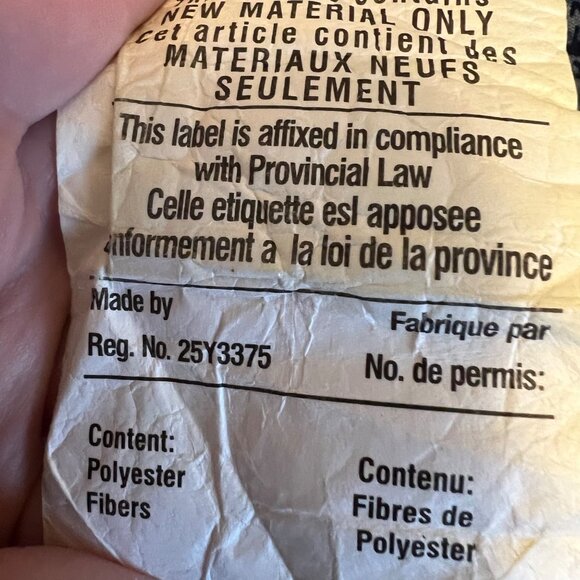 contains
NEW MATERIAL ONLY
cet article contient des
MATERIAUX NEUFS
SEULEMENT
This label is affixed in compliance
with Provincial Law
Celle etiquette esl apposee
nformement a la loi de la province
Made by
Fabrique par
Reg. No. 25Y3375
No. de permis:
Content:
Polyester
Fibers
Contenu:
Fibres de
Polyester